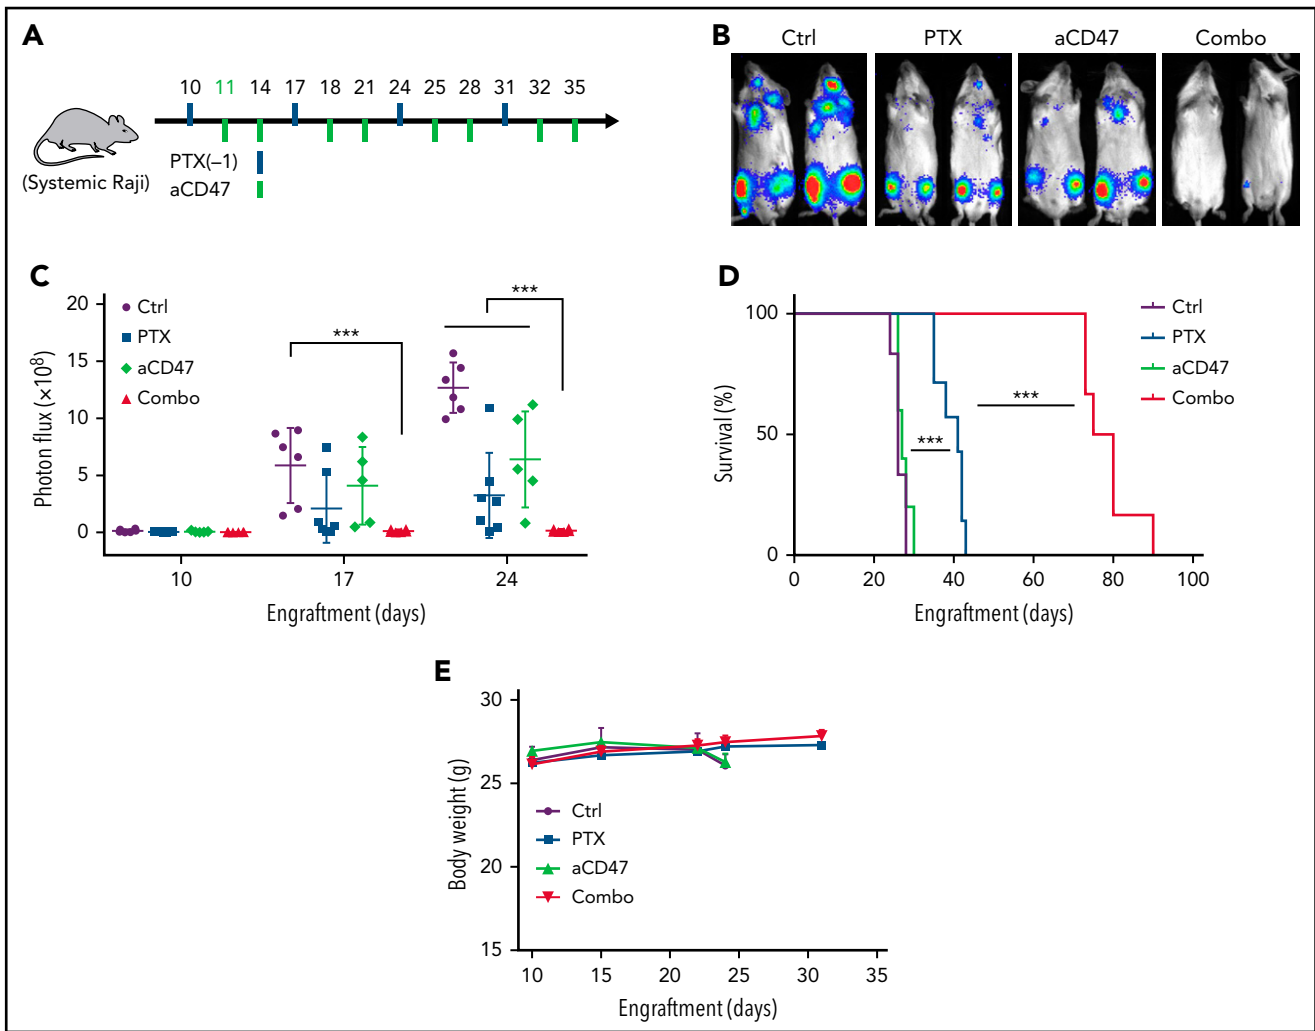 A
10 11 14 17 18 21 24 25 28 31 32 35
(Systemic Raji)
PTX(−1)
aCD47
B
Ctrl PTX aCD47 Combo
C
Photon flux (×10⁸)
20
15
10
5
0
Ctrl
PTX
aCD47
Combo
***
***
10 17 24
Engraftment (days)
D
Survival (%)
100
50
0
Ctrl
PTX
aCD47
Combo
***
***
0 20 40 60 80 100
Engraftment (days)
E
Body weight (g)
30
25
20
15
Ctrl
PTX
aCD47
Combo
10 15 20 25 30 35
Engraftment (days)